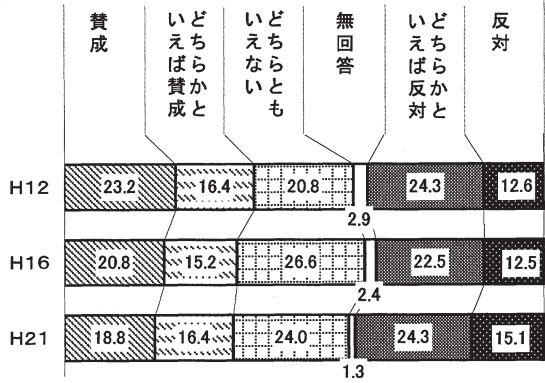 賛成
どちらかと
いえば賛成
どちらとも
いえない
無回答
どちらかと
いえば反対
反対
H12 23.2 16.4 20.8 2.9 24.3 12.6
H16 20.8 15.2 26.6 2.4 22.5 12.5
H21 18.8 16.4 24.0 1.3 24.3 15.1